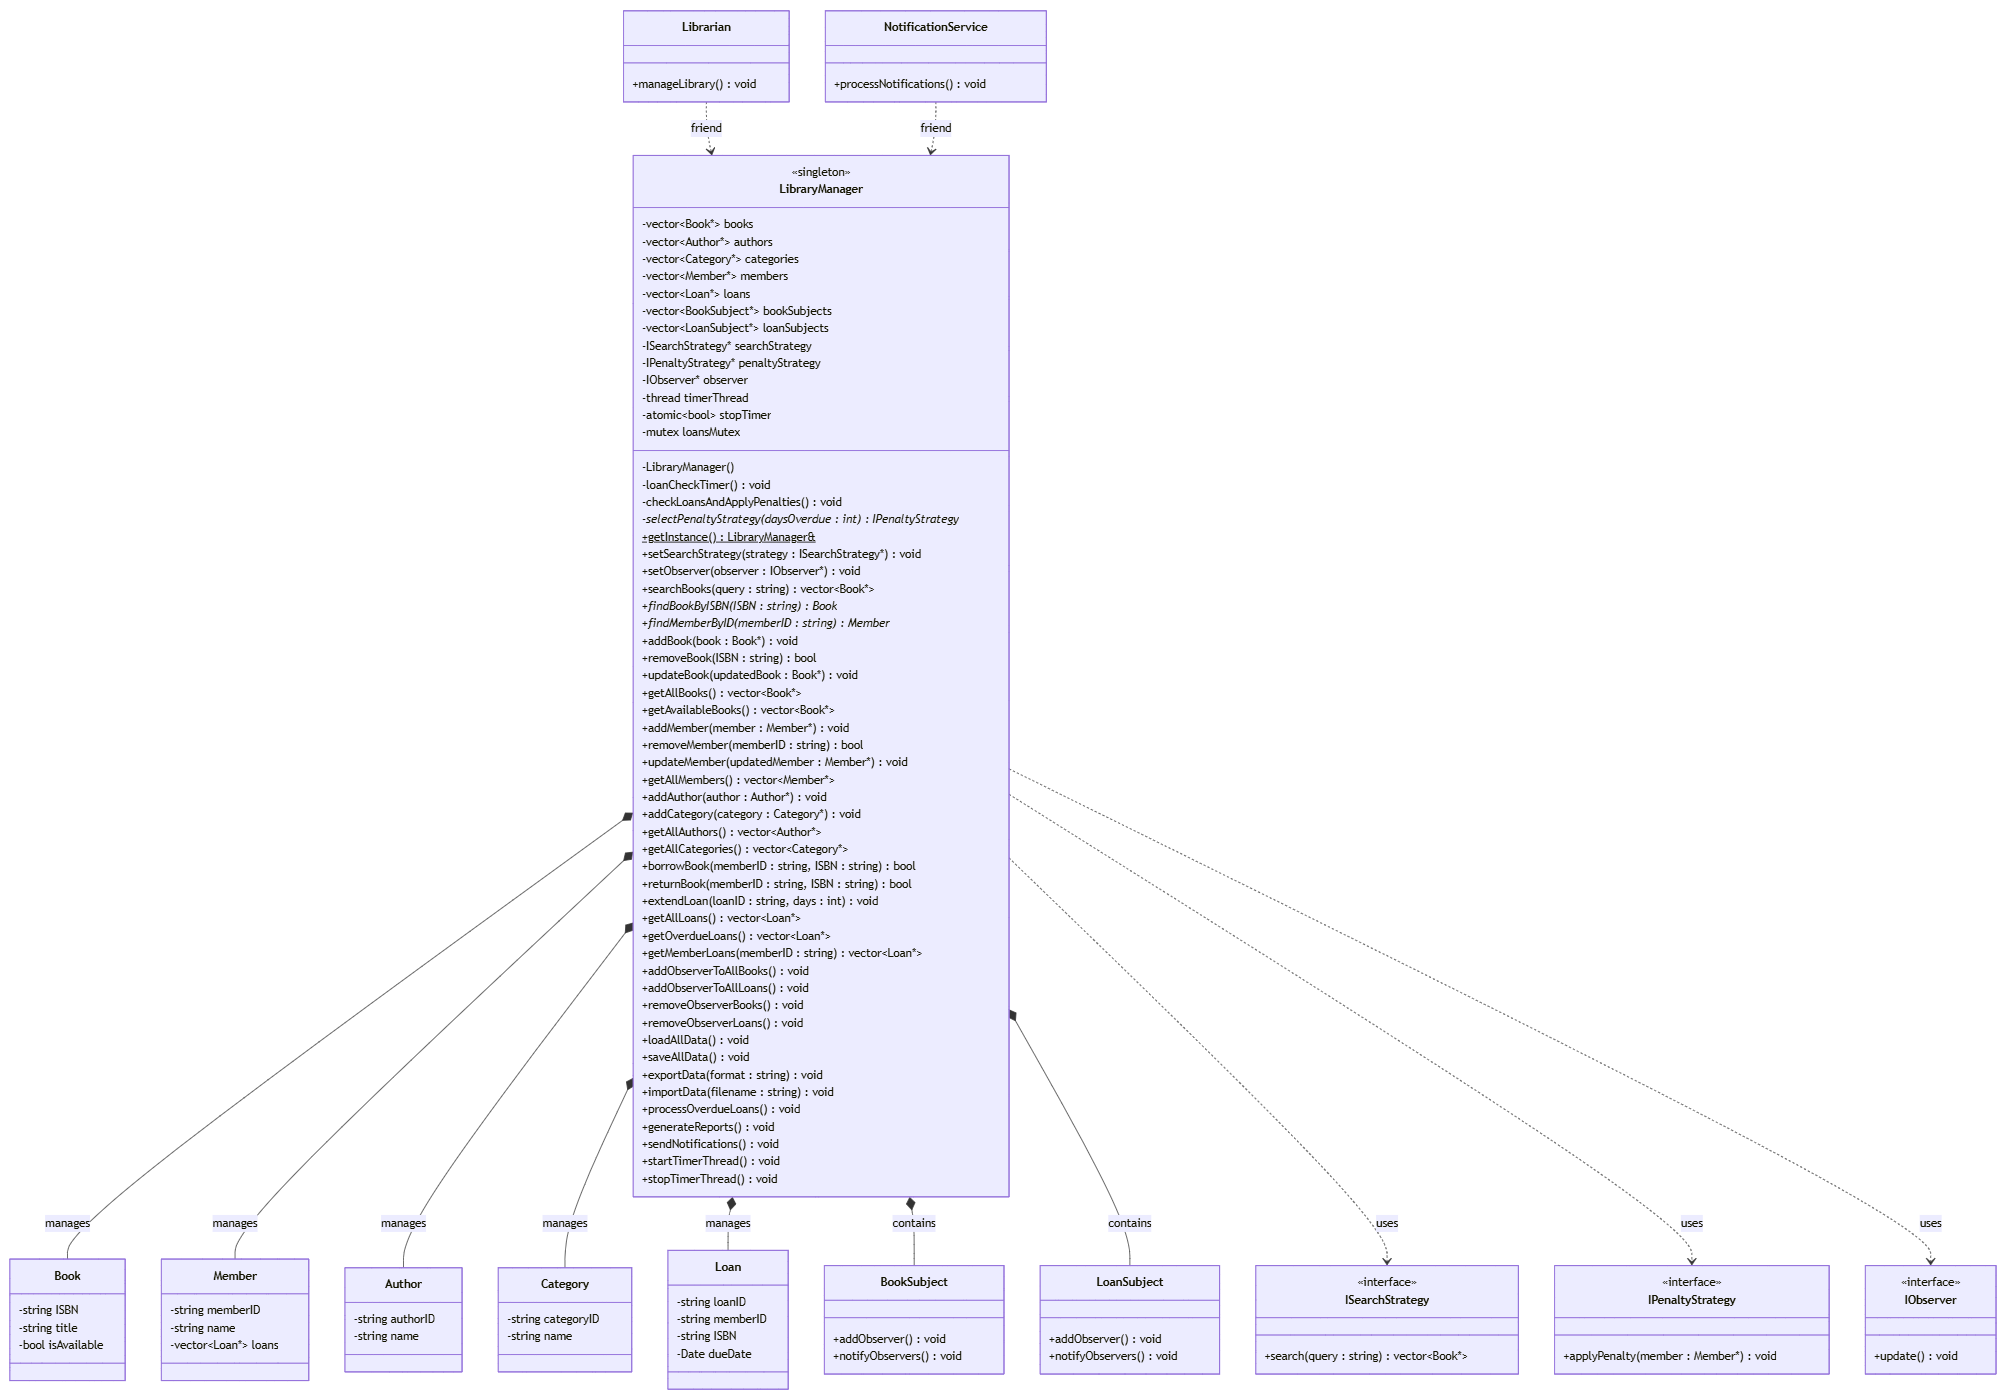 Librarian
+manageLibrary() : void
NotificationService
+processNotifications() : void
friend
friend
«singleton»
LibraryManager
-vector<Book*> books
-vector<Author*> authors
-vector<Category*> categories
-vector<Member*> members
-vector<Loan*> loans
-vector<BookSubject*> bookSubjects
-vector<LoanSubject*> loanSubjects
-ISearchStrategy* searchStrategy
-IPenaltyStrategy* penaltyStrategy
-IObserver* observer
-thread timerThread
-atomic<bool> stopTimer
-mutex loansMutex
-LibraryManager()
-loanCheckTimer() : void
-checkLoansAndApplyPenalties() : void
-selectPenaltyStrategy(daysOverdue : int) : IPenaltyStrategy
+getInstance() : LibraryManager&
+setSearchStrategy(strategy : ISearchStrategy*) : void
+setObserver(observer : IObserver*) : void
+searchBooks(query : string) : vector<Book*>
+findBookByISBN(ISBN : string) : Book
+findMemberByID(memberID : string) : Member
+addBook(book : Book*) : void
+removeBook(ISBN : string) : bool
+updateBook(updatedBook : Book*) : void
+getAllBooks() : vector<Book*>
+getAvailableBooks() : vector<Book*>
+addMember(member : Member*) : void
+removeMember(memberID : string) : bool
+updateMember(updatedMember : Member*) : void
+getAllMembers() : vector<Member*>
+addAuthor(author : Author*) : void
+addCategory(category : Category*) : void
+getAllAuthors() : vector<Author*>
+getAllCategories() : vector<Category*>
+borrowBook(memberID : string, ISBN : string) : bool
+returnBook(memberID : string, ISBN : string) : bool
+extendLoan(loanID : string, days : int) : void
+getAllLoans() : vector<Loan*>
+getOverdueLoans() : vector<Loan*>
+getMemberLoans(memberID : string) : vector<Loan*>
+addObserverToAllBooks() : void
+addObserverToAllLoans() : void
+removeObserverBooks() : void
+removeObserverLoans() : void
+loadAllData() : void
+saveAllData() : void
+exportData(format : string) : void
+importData(filename : string) : void
+processOverdueLoans() : void
+generateReports() : void
+sendNotifications() : void
+startTimerThread() : void
+stopTimerThread() : void
manages
manages
manages
manages
manages
contains
contains
uses
uses
uses
Book
-string ISBN
-string title
-bool isAvailable
Member
-string memberID
-string name
-vector<Loan*> loans
Author
-string authorID
-string name
Category
-string categoryID
-string name
Loan
-string loanID
-string memberID
-string ISBN
-Date dueDate
BookSubject
+addObserver() : void
+notifyObservers() : void
LoanSubject
+addObserver() : void
+notifyObservers() : void
«interface»
ISearchStrategy
+search(query : string) : vector<Book*>
«interface»
IPenaltyStrategy
+applyPenalty(member : Member*) : void
«interface»
IObserver
+update() : void